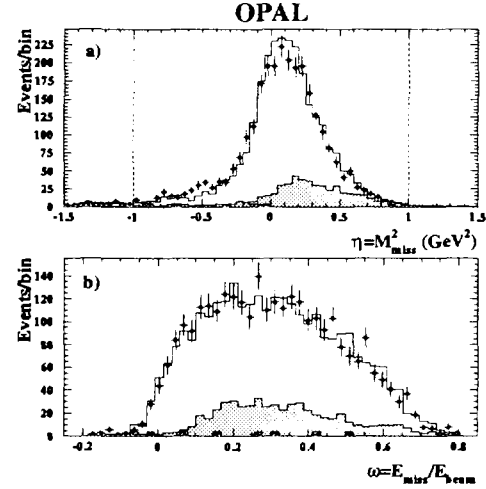 OPAL
Events/bin
225
200
175
150
125
100
75
50
25
0
a)
-1.5 -1 -0.5 0 0.5 1 1.5
η=M²miss (GeV²)
Events/bin
140
120
100
80
60
40
20
0
b)
-0.2 0 0.2 0.4 0.6 0.8
ω=Emiss/Ebeam